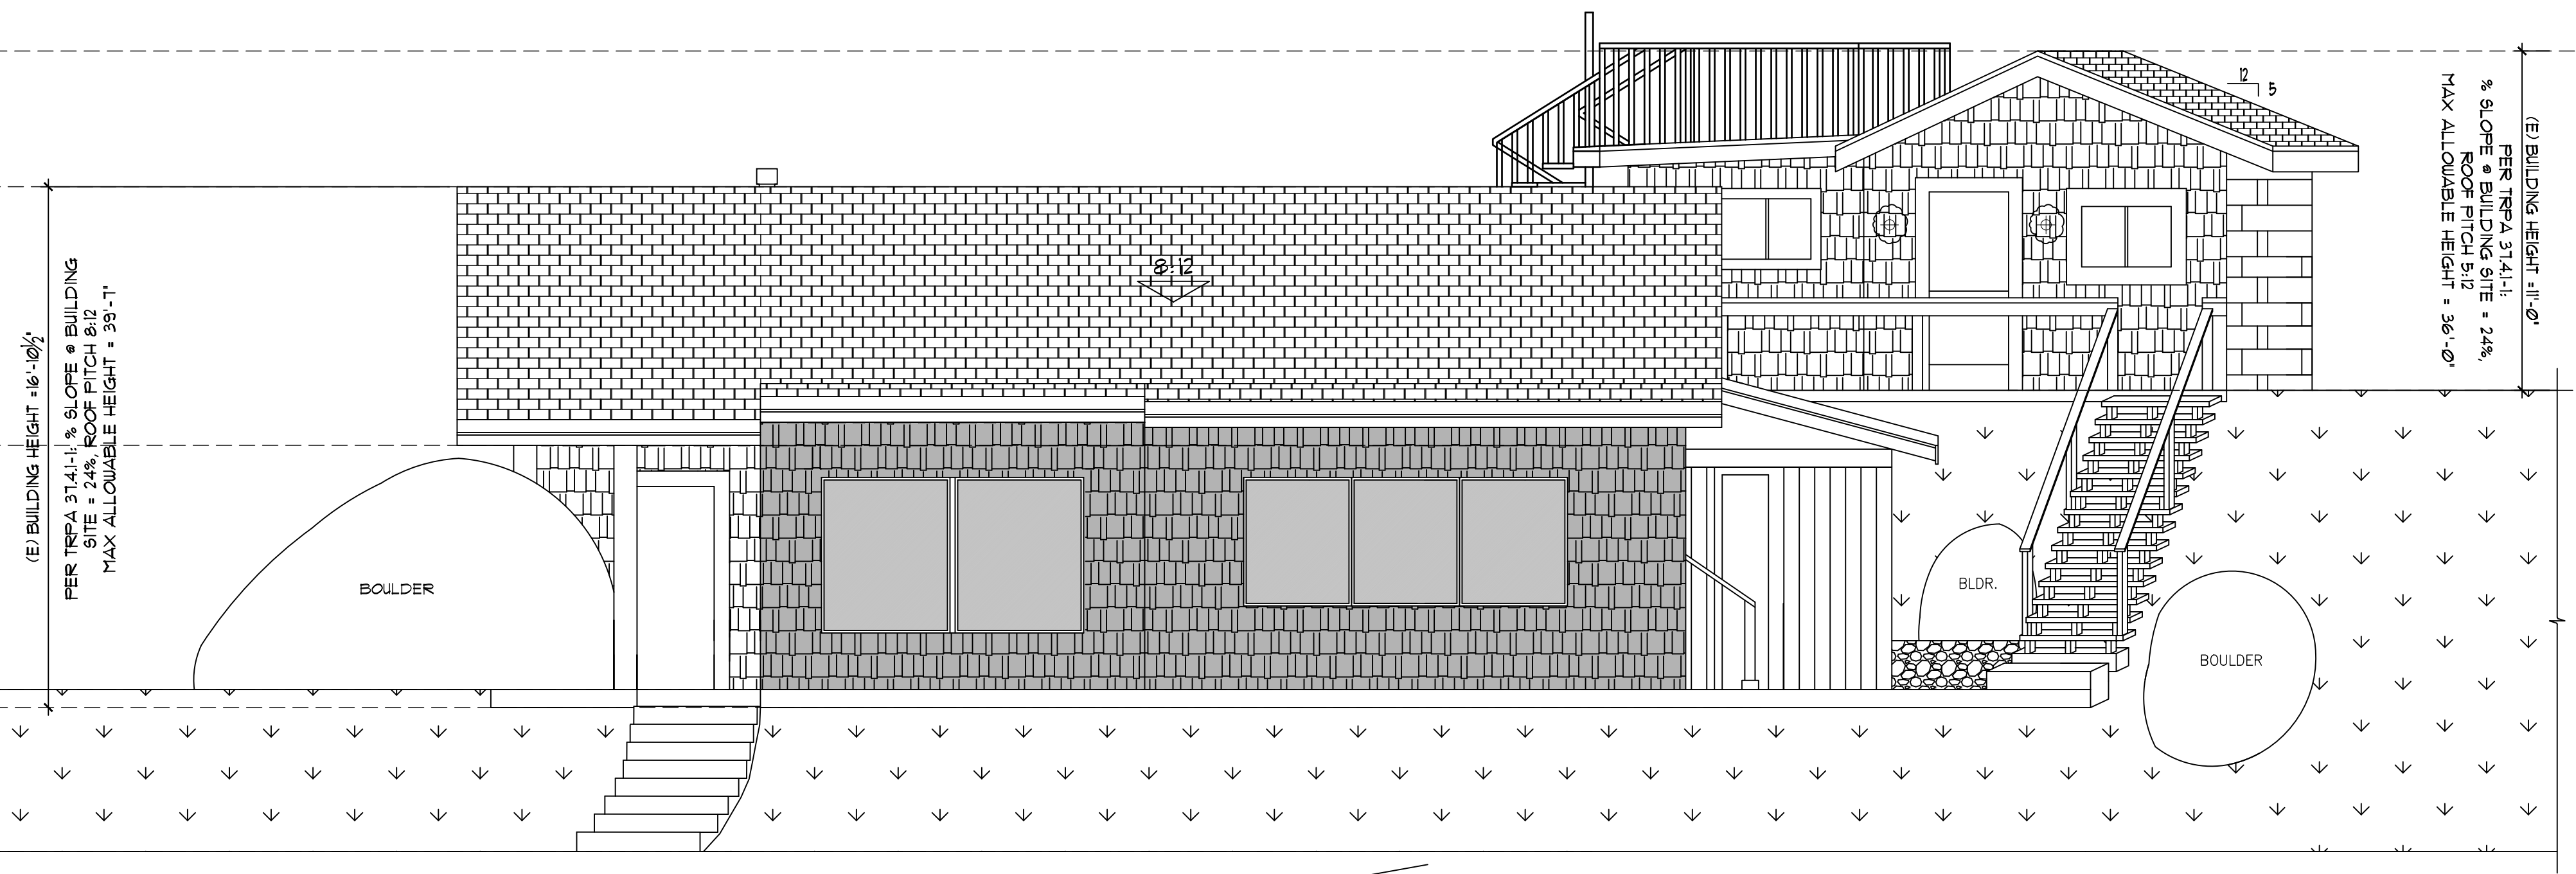 (E) BUILDING HEIGHT = 16'-10½"
PER TRPA 37.4.1-1: % SLOPE @ BUILDING
SITE = 24%, ROOF PITCH 8:12
MAX ALLOWABLE HEIGHT = 39'-7"
BOULDER
8:12
BLDR.
BOULDER
12
5
(E) BUILDING HEIGHT = 11'-0"
PER TRPA 37.4.1-1:
% SLOPE @ BUILDING SITE = 24%,
ROOF PITCH 5:12
MAX ALLOWABLE HEIGHT = 36'-0"